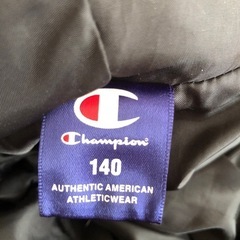 Champion
140
AUTHENTIC AMERICAN
ATHLETICWEAR